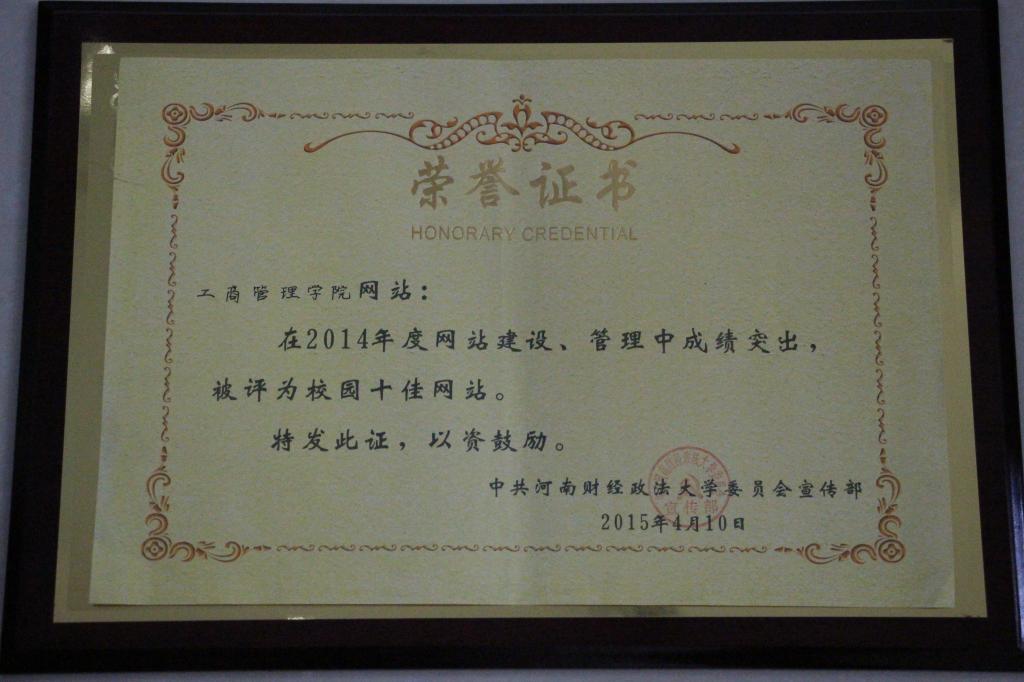 荣誉证书
HONORARY CREDENTIAL
工商管理学院网站：
在2014年度网站建设、管理中成绩突出，
被评为校园十佳网站。
特发此证，以资鼓励。
中共河南财经政法大学委员会宣传部
宣传部
2015年4月10日